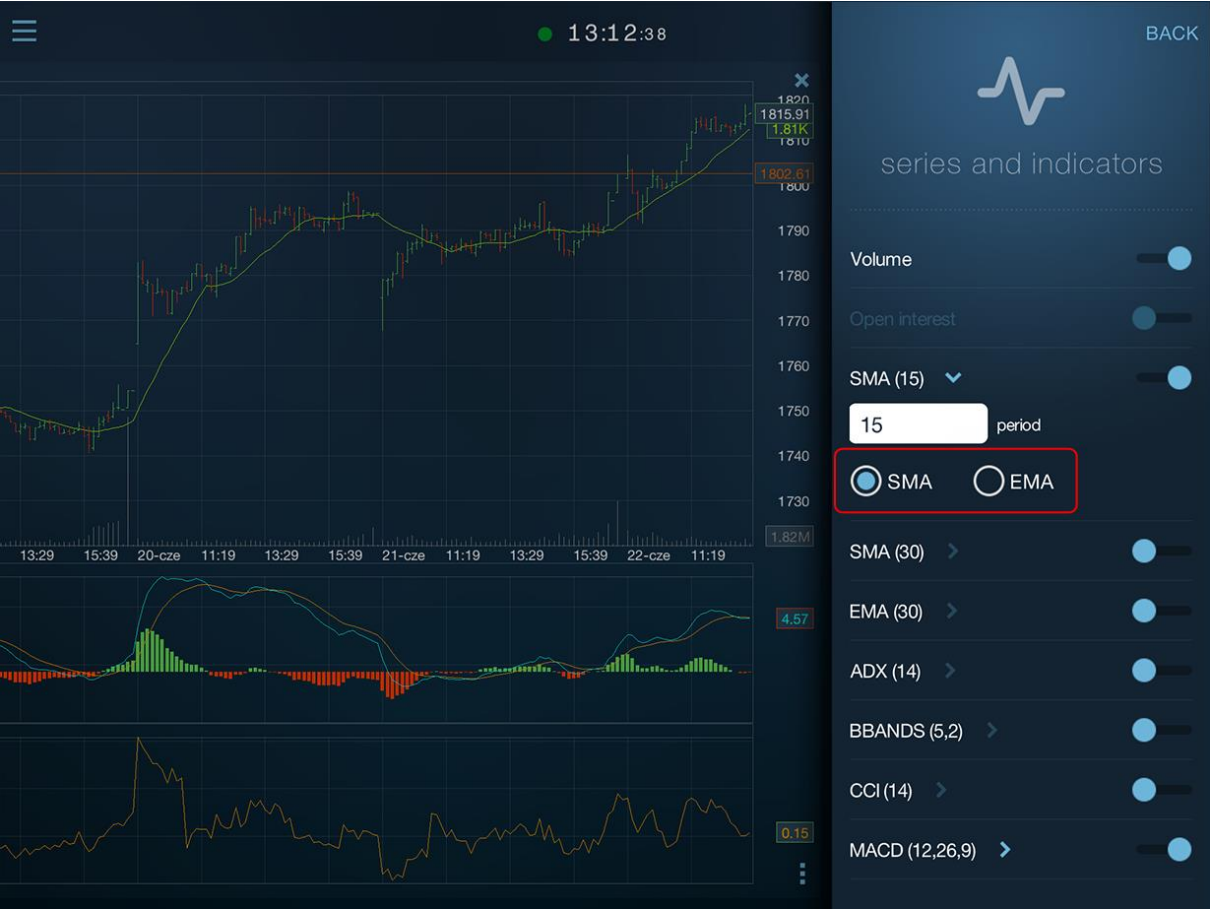 13:12:38
BACK
series and indicators
1820
1815.91
1.81K
1810
1802.61
1800
1790
1780
1770
1760
1750
1740
1730
1.82M
13:29 15:39 20-cze 11:19 13:29 15:39 21-cze 11:19 13:29 15:39 22-cze 11:19
4.57
0.15
Volume
Open interest
SMA (15)
15 period
SMA EMA
SMA (30)
EMA (30)
ADX (14)
BBANDS (5,2)
CCI (14)
MACD (12,26,9)